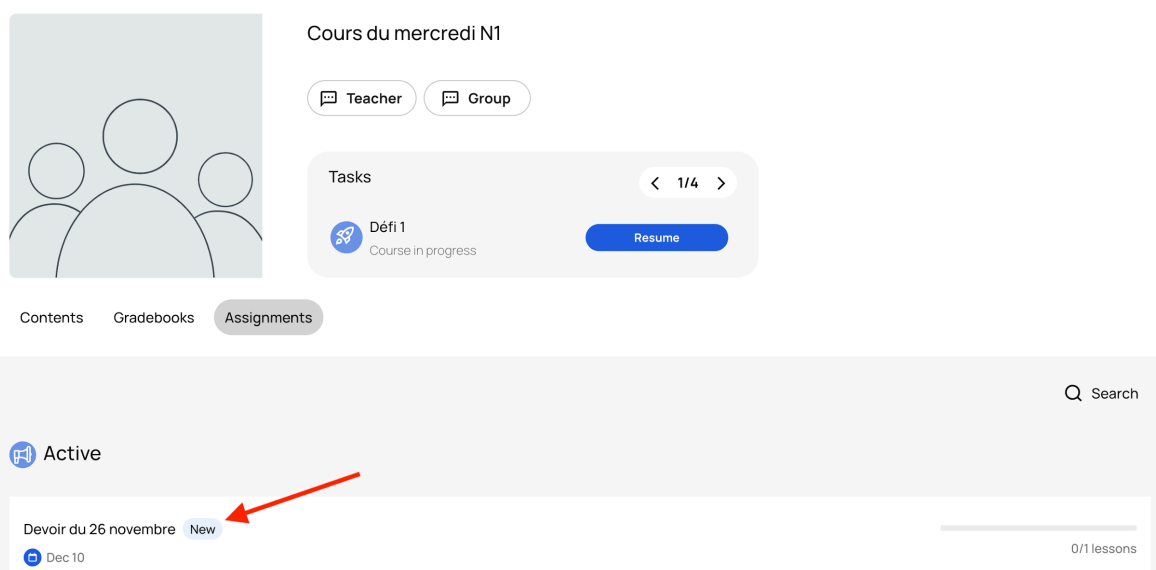 Cours du mercredi N1
Teacher
Group
Tasks
1/4
Défi 1
Course in progress
Resume
Contents
Gradebooks
Assignments
Search
Active
Devoir du 26 novembre New
Dec 10
0/1 lessons